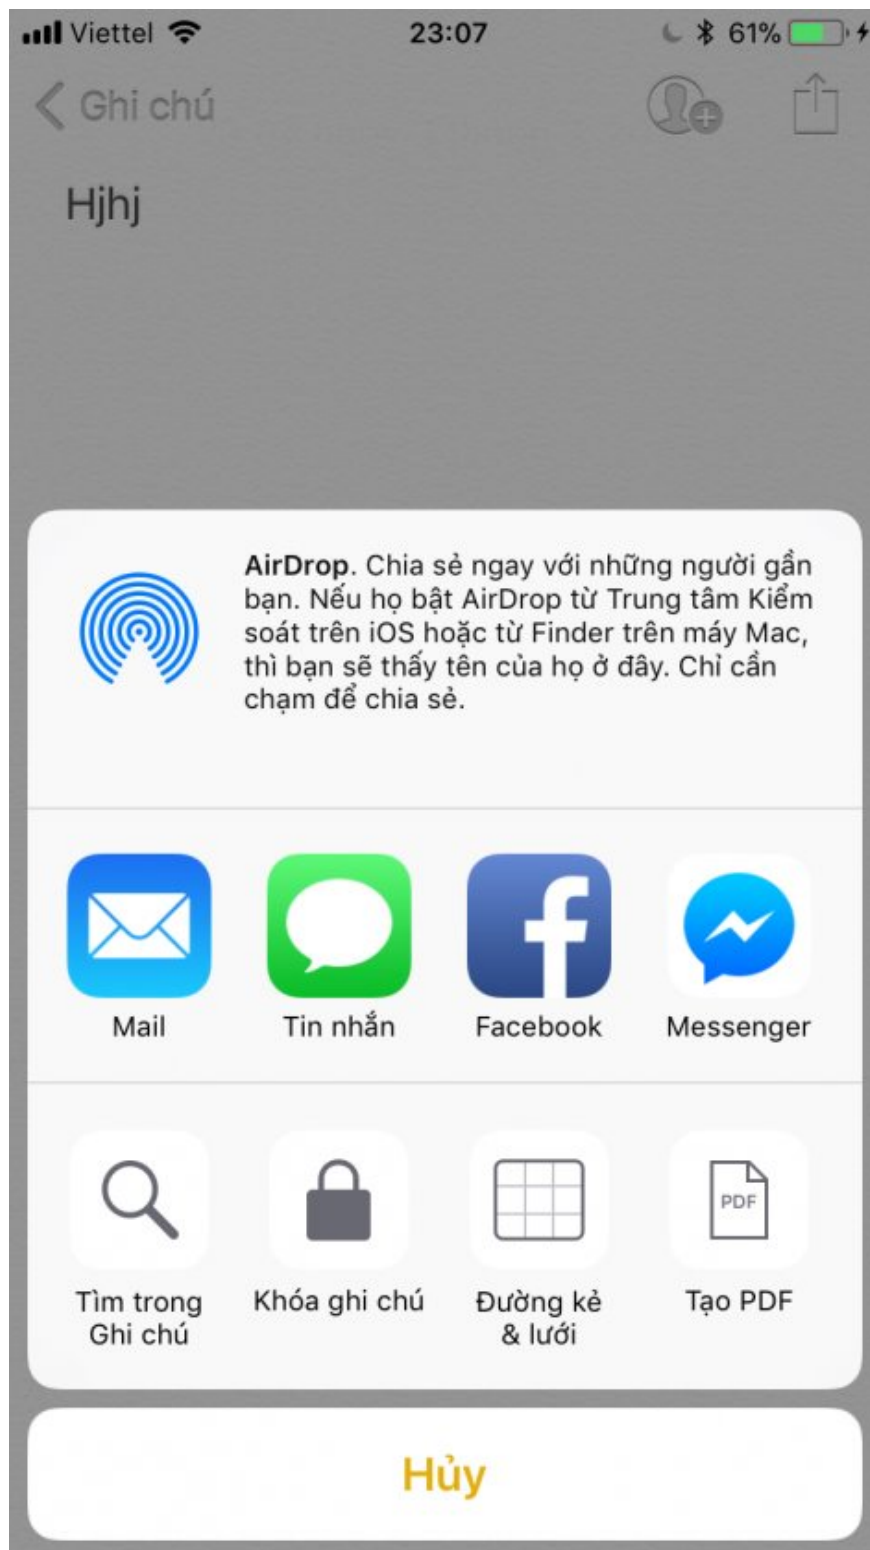 Viettel 23:07 61%
Ghi chú
Hjhj
AirDrop. Chia sẻ ngay với những người gần
bạn. Nếu họ bật AirDrop từ Trung tâm Kiểm
soát trên iOS hoặc từ Finder trên máy Mac,
thì bạn sẽ thấy tên của họ ở đây. Chỉ cần
chạm để chia sẻ.
Mail Tin nhắn Facebook Messenger
PDF
Tìm trong Khóa ghi chú Đường kẻ Tạo PDF
Ghi chú & lưới
Hủy